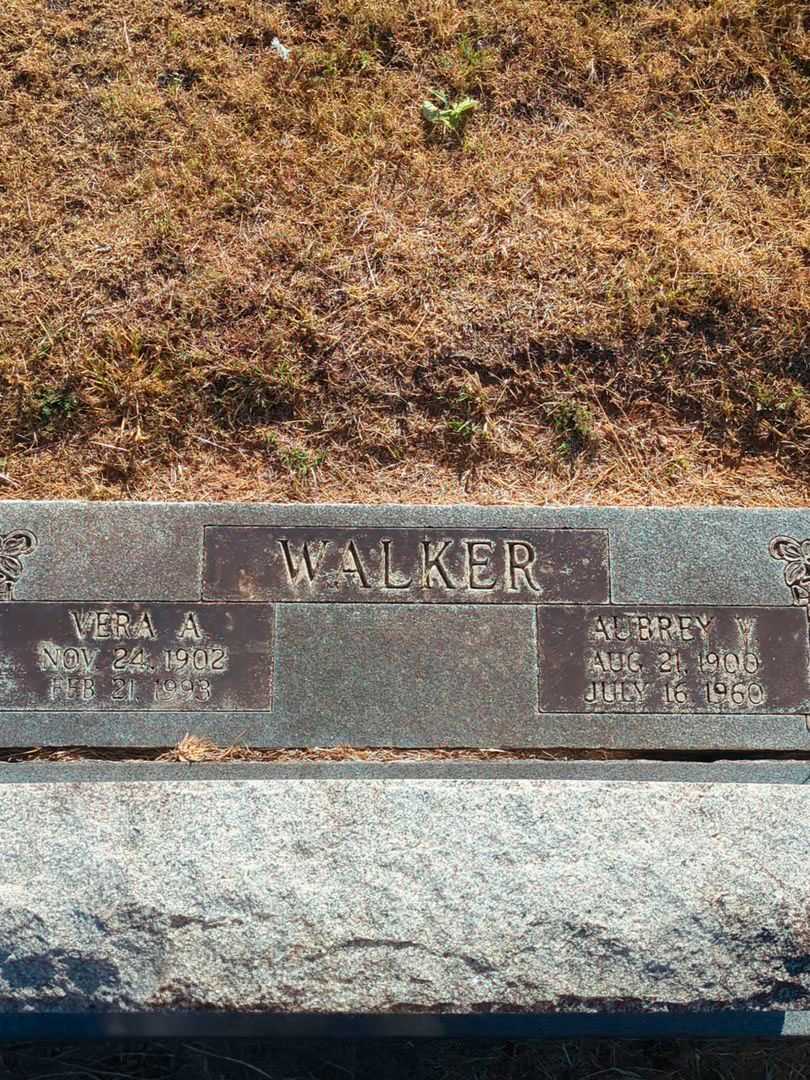 WALKER
VERA A
NOV 24, 1902
FEB 21 1993
AUBREY V
AUG 21, 1900
JULY 16 1960